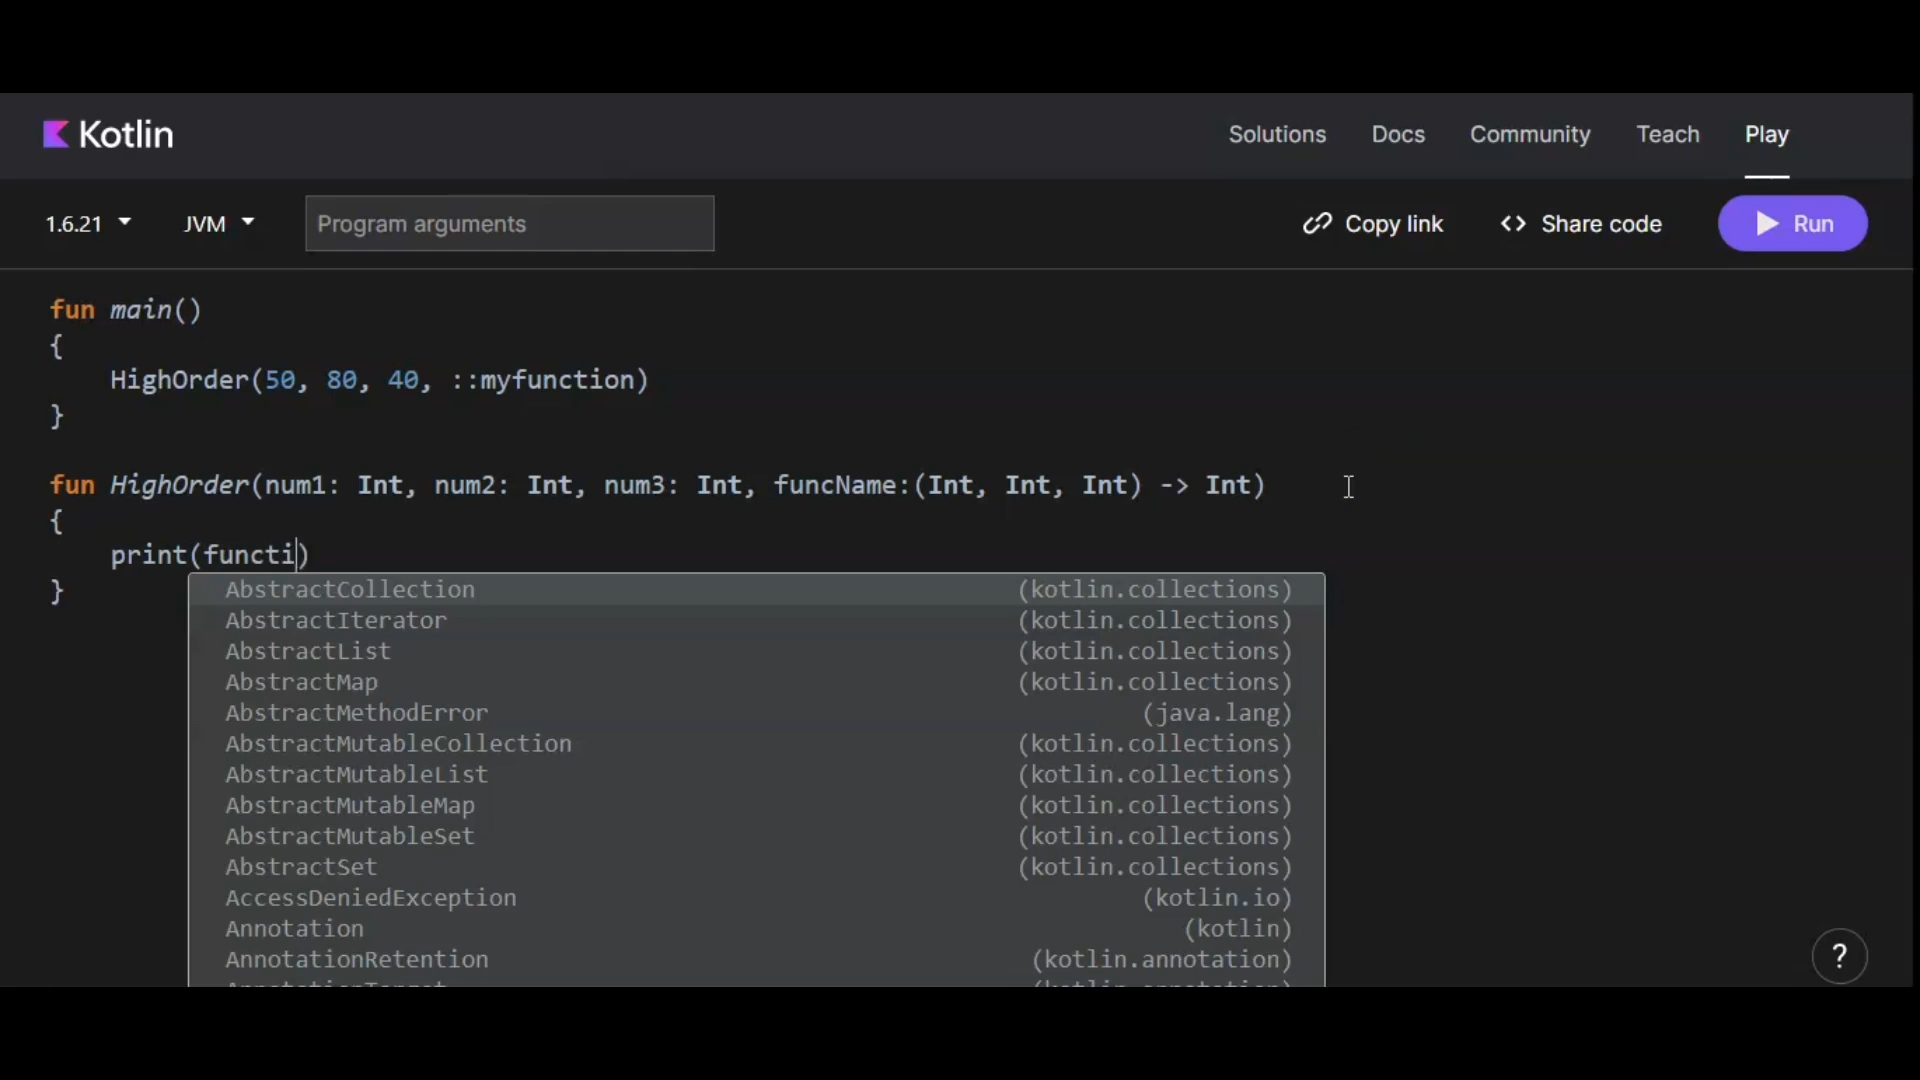 Kotlin
Solutions Docs Community Teach Play
1.6.21 JVM Program arguments Copy link Share code Run
fun main()
{
HighOrder(50, 80, 40, ::myfunction)
}
fun HighOrder(num1: Int, num2: Int, num3: Int, funcName:(Int, Int, Int) -> Int)
{
print(functi)
}
AbstractCollection (kotlin.collections)
AbstractIterator (kotlin.collections)
AbstractList (kotlin.collections)
AbstractMap (kotlin.collections)
AbstractMethodError (java.lang)
AbstractMutableCollection (kotlin.collections)
AbstractMutableList (kotlin.collections)
AbstractMutableMap (kotlin.collections)
AbstractMutableSet (kotlin.collections)
AbstractSet (kotlin.collections)
AccessDeniedException (kotlin.io)
Annotation (kotlin)
AnnotationRetention (kotlin.annotation)
?